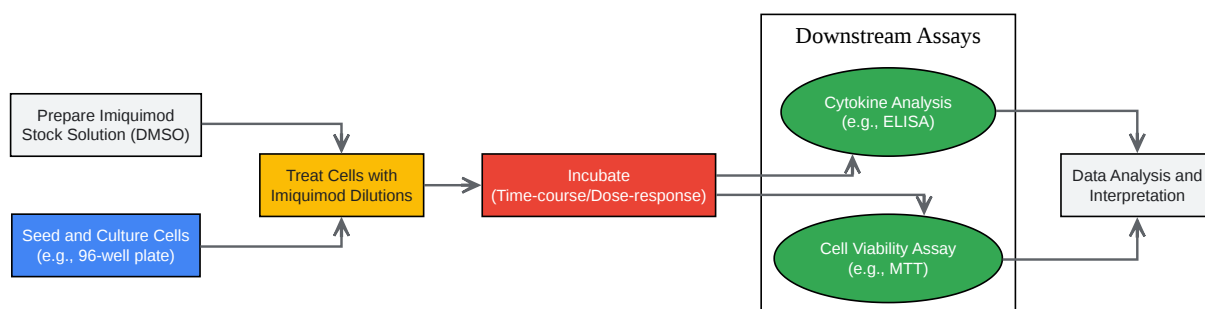 Prepare Imiquimod
Stock Solution (DMSO)
Seed and Culture Cells
(e.g., 96-well plate)
Treat Cells with
Imiquimod Dilutions
Incubate
(Time-course/Dose-response)
Downstream Assays
Cytokine Analysis
(e.g., ELISA)
Cell Viability Assay
(e.g., MTT)
Data Analysis and
Interpretation